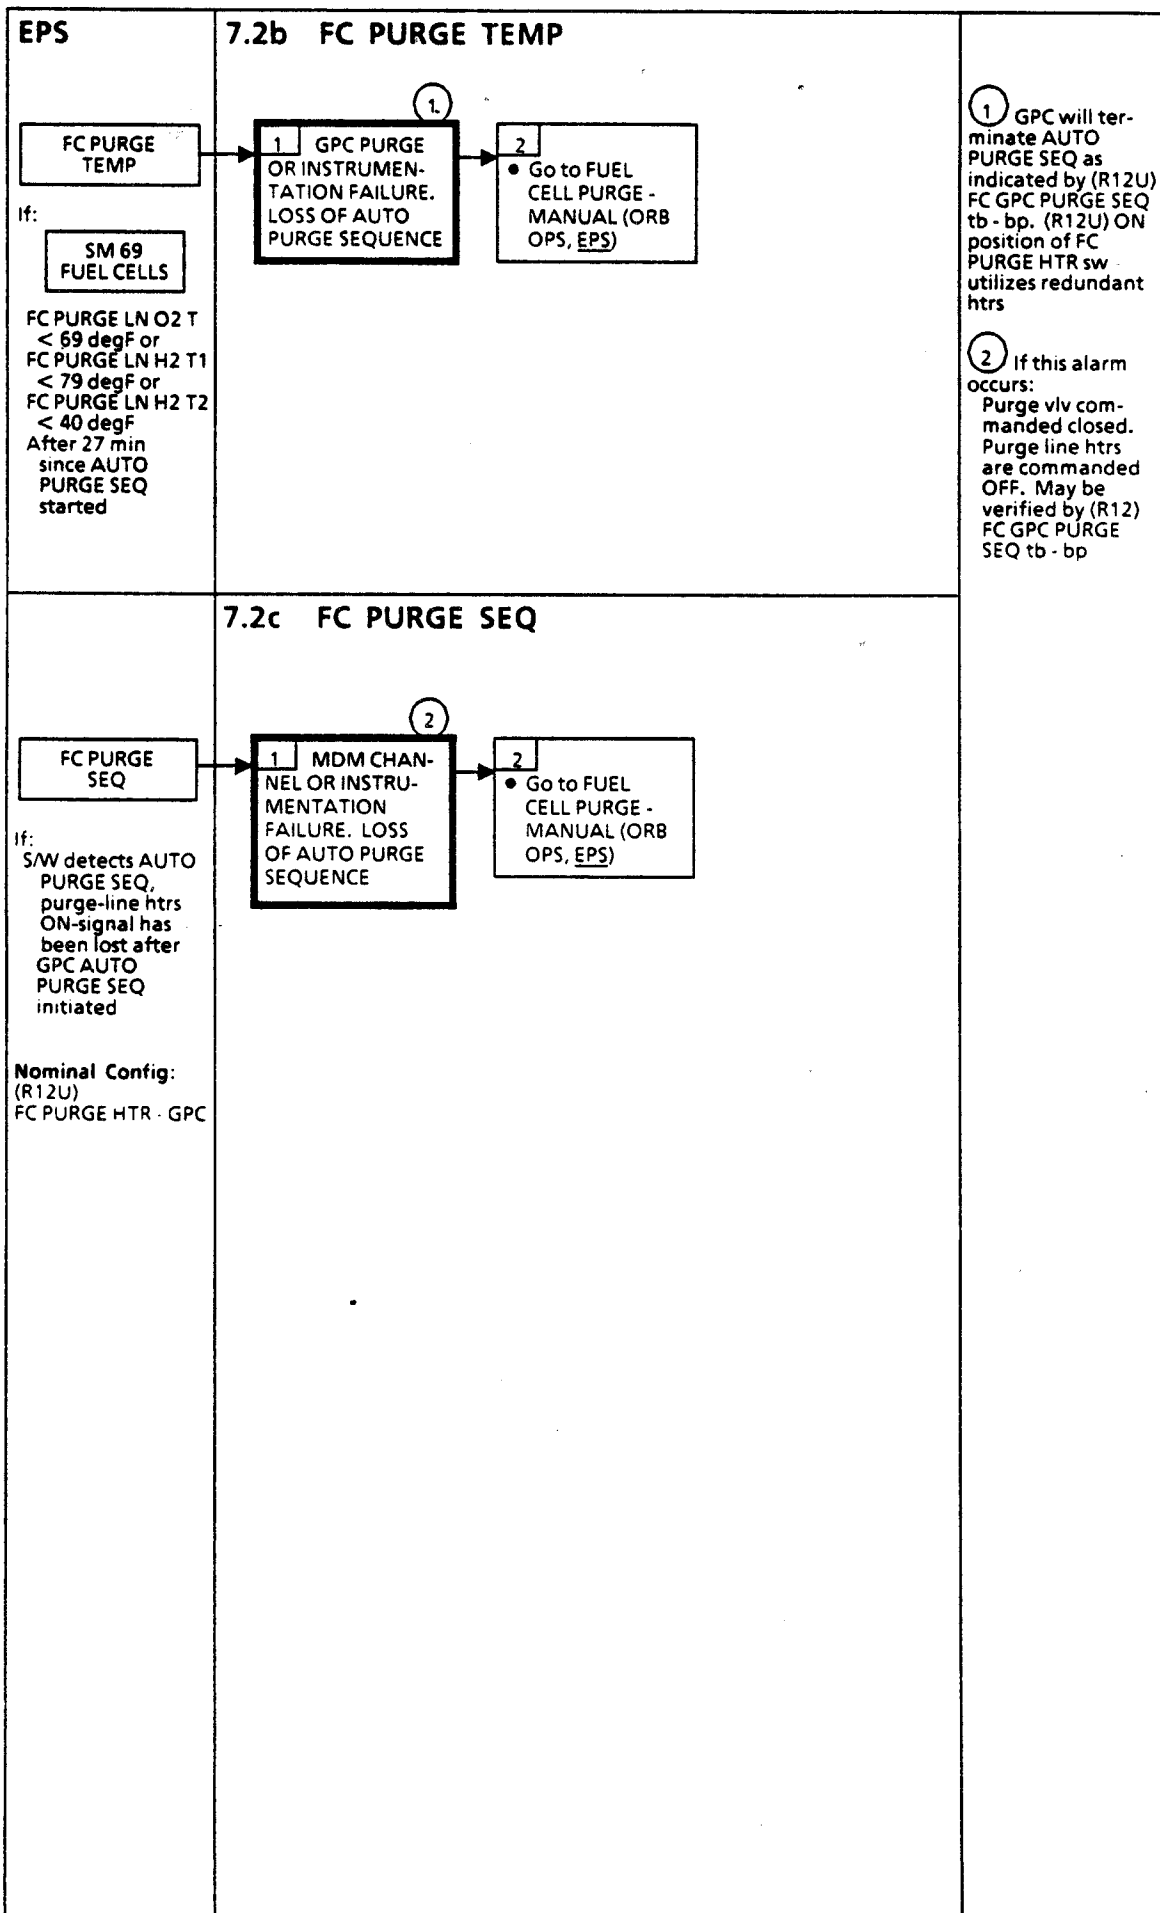 EPS
7.2b FC PURGE TEMP
FC PURGE
TEMP
If:
SM 69
FUEL CELLS
FC PURGE LN O2 T
< 69 degF or
FC PURGE LN H2 T1
< 79 degF or
FC PURGE LN H2 T2
< 40 degF
After 27 min
since AUTO
PURGE SEQ
started
1
1 GPC PURGE
OR INSTRUMEN-
TATION FAILURE.
LOSS OF AUTO
PURGE SEQUENCE
2
• Go to FUEL
CELL PURGE -
MANUAL (ORB
OPS, EPS)
1 GPC will ter-
minate AUTO
PURGE SEQ as
indicated by (R12U)
FC GPC PURGE SEQ
tb - bp. (R12U) ON
position of FC
PURGE HTR sw
utilizes redundant
htrs
2 If this alarm
occurs:
Purge vlv com-
manded closed.
Purge line htrs
are commanded
OFF. May be
verified by (R12)
FC GPC PURGE
SEQ tb - bp
7.2c FC PURGE SEQ
FC PURGE
SEQ
If:
S/W detects AUTO
PURGE SEQ,
purge-line htrs
ON-signal has
been lost after
GPC AUTO
PURGE SEQ
initiated
Nominal Config:
(R12U)
FC PURGE HTR - GPC
2
1 MDM CHAN-
NEL OR INSTRU-
MENTATION
FAILURE. LOSS
OF AUTO PURGE
SEQUENCE
2
• Go to FUEL
CELL PURGE -
MANUAL (ORB
OPS, EPS)